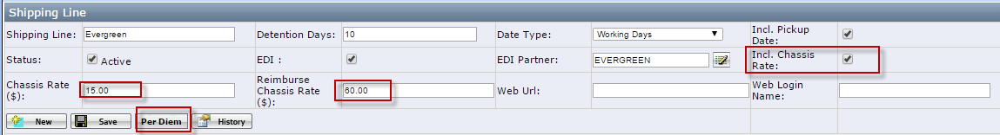 Shipping Line
Shipping Line: Evergreen Detention Days: 10 Date Type: Working Days Incl. Pickup Date:
Status: Active EDI : EDI Partner: EVERGREEN Incl. Chassis Rate:
Chassis Rate ($): 15.00 Reimburse Chassis Rate ($): 60.00 Web Url: Web Login Name:
New Save Per Diem History